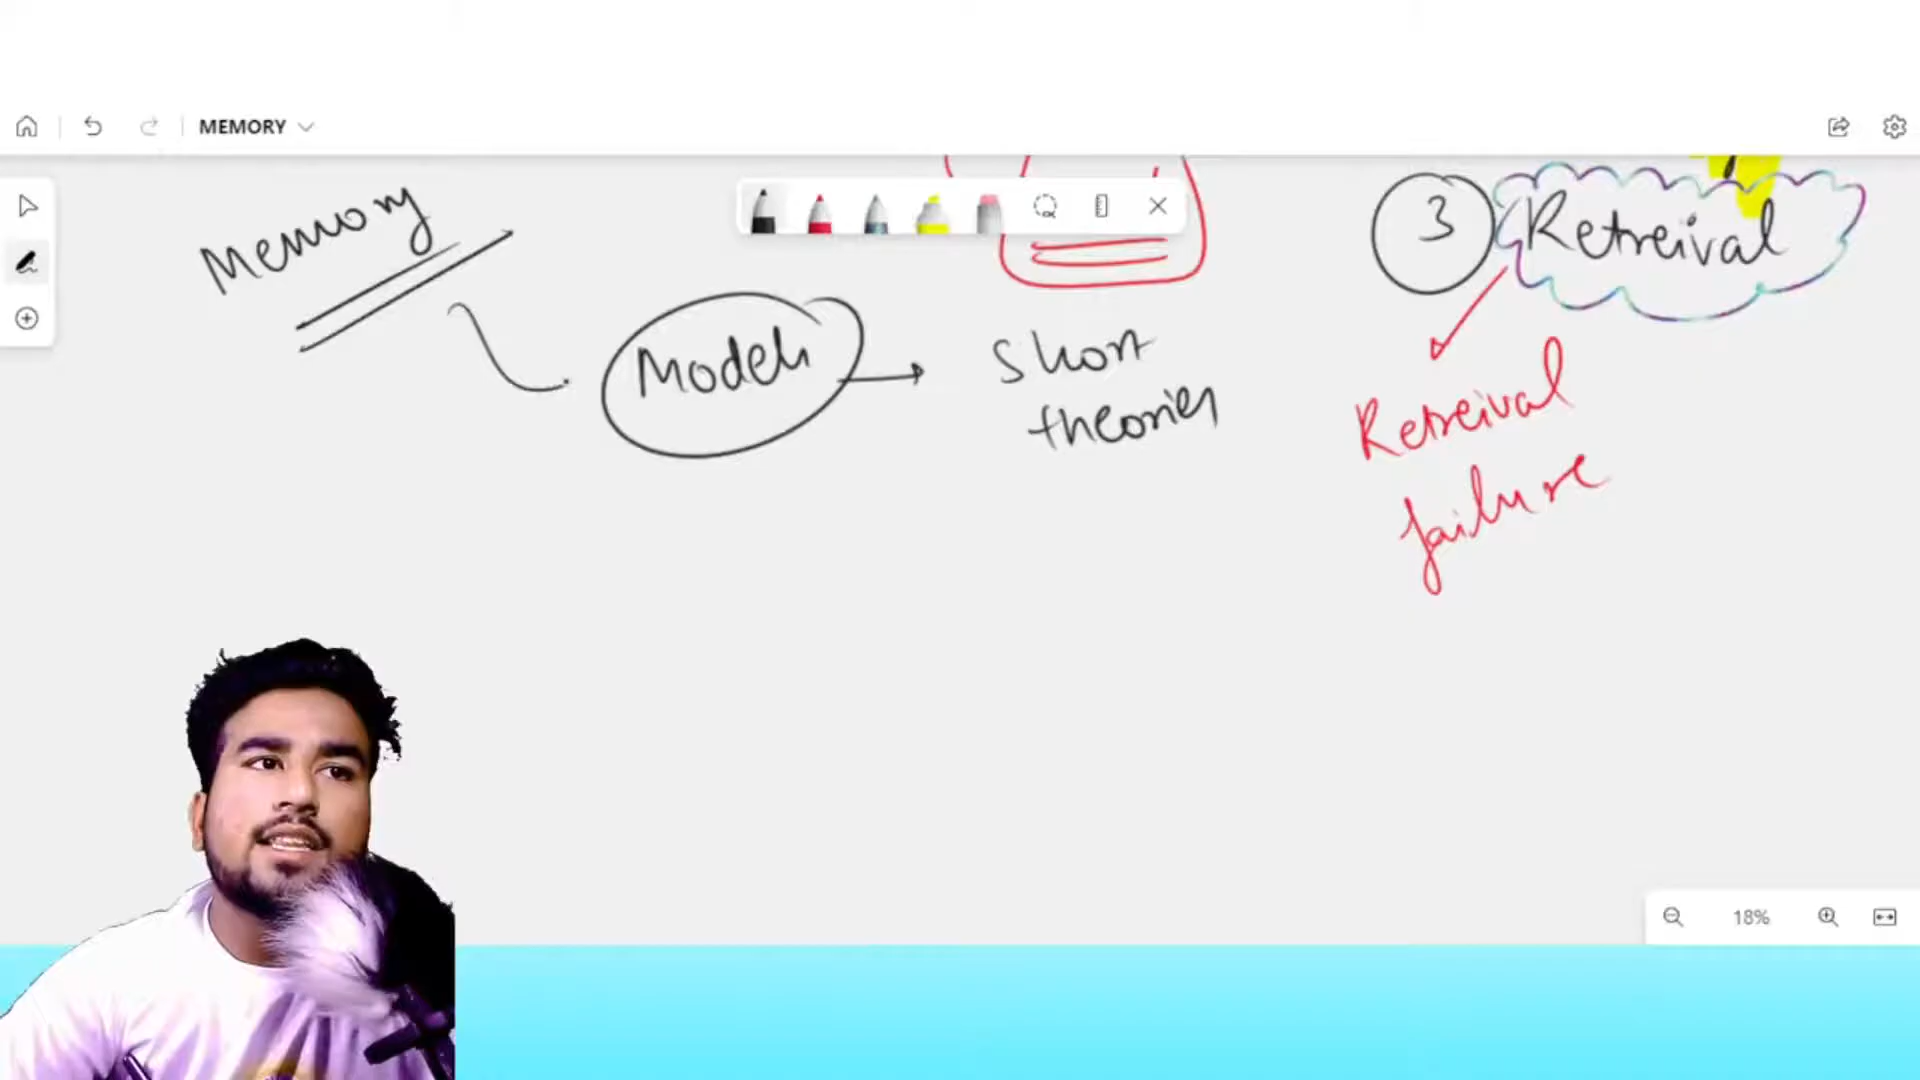 MEMORY
Memory
3 Retreival
Models
Short
theories
Retreival
failure
18%